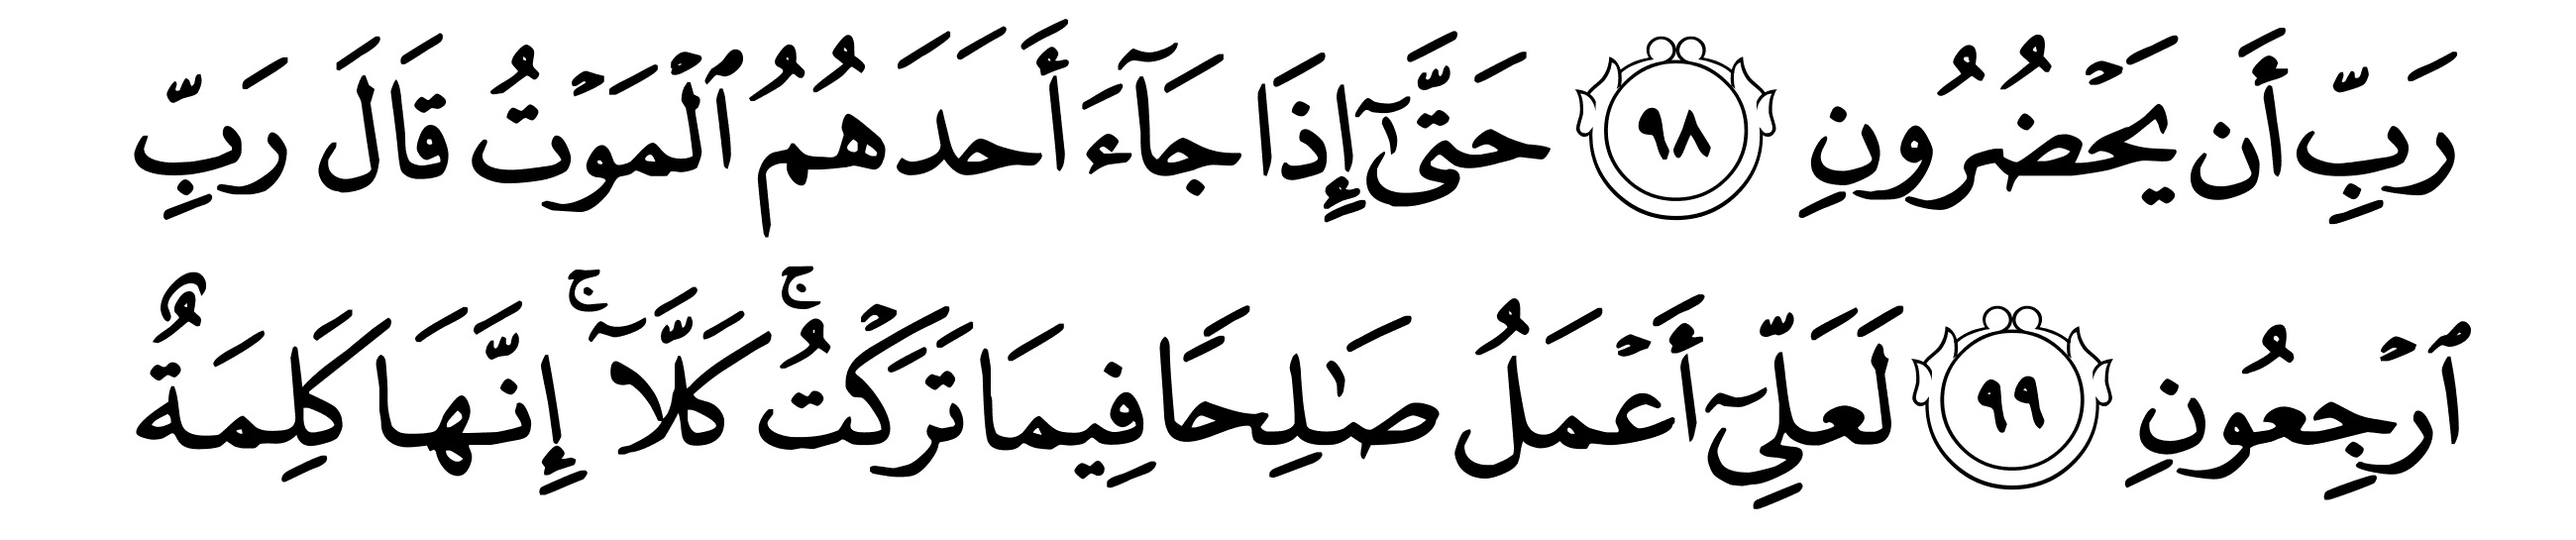 رَبِّ أَن يَحۡضُرُونِ ٩٨ حَتَّىٰٓ إِذَا جَآءَ أَحَدَهُمُ ٱلۡمَوۡتُ قَالَ رَبِّ
ٱرۡجِعُونِ ٩٩ لَعَلِّيٓ أَعۡمَلُ صَٰلِحٗا فِيمَا تَرَكۡتُۚ كَلَّآۚ إِنَّهَا كَلِمَةٌ